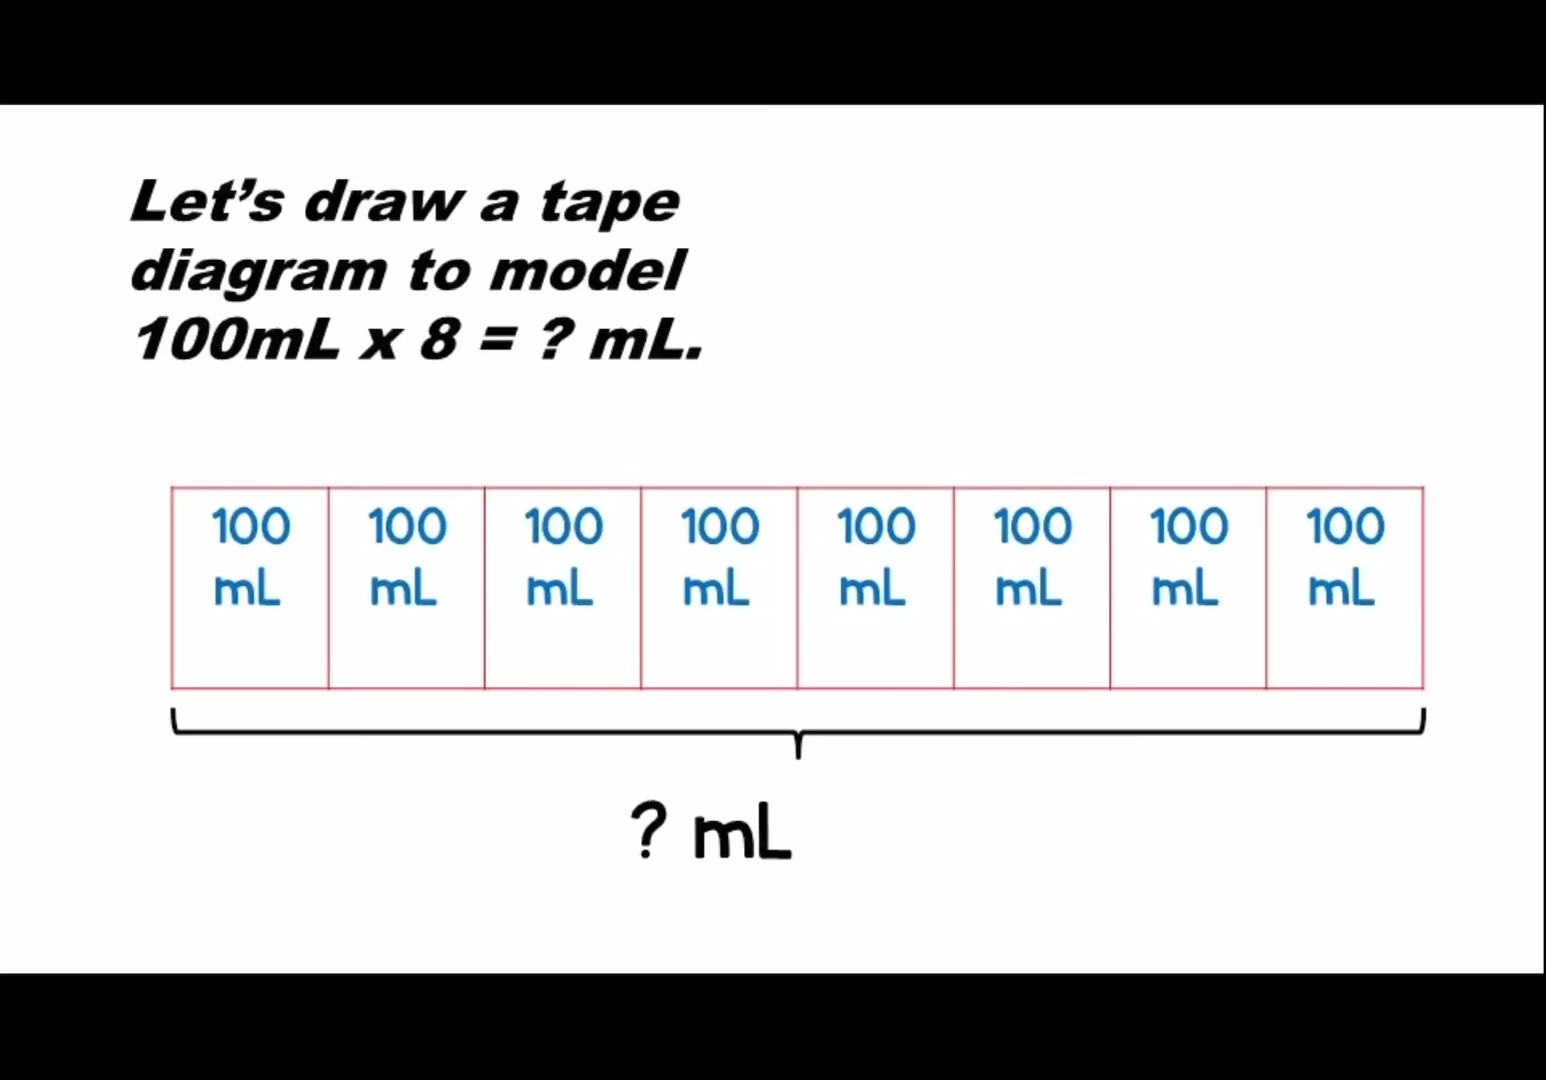 Let’s draw a tape
diagram to model
100mL x 8 = ? mL.
100 100 100 100 100 100 100 100
mL mL mL mL mL mL mL mL
? mL